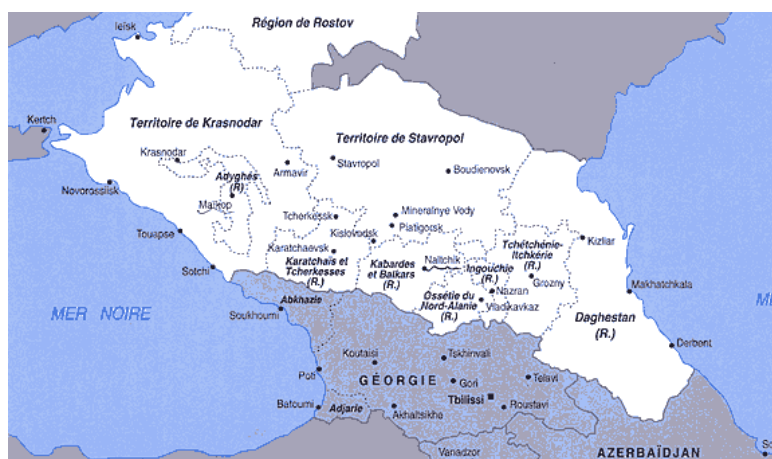 Région de Rostov
Ieïsk
Kertch
Territoire de Krasnodar
Territoire de Stavropol
Krasnodar
Stavropol
Armavir
Boudienovsk
Adyghés
(R)
Novorossiisk
Maïkop
Tcherkessk
Mineralnye Vody
Piatigorsk
Touapse
Kislovodsk
Tchétchénie-
Itchkérie
(R.)
Kizliar
Karatchaevsk
Naltchik
Sotchi
Karatchaïs et
Tcherkesses
(R.)
Kabardes
et Balkars
(R.)
Ingouchie
(R.)
Grozny
Nazran
Makhatchkala
Ossétie du
Nord-Alanie
(R.)
Vladikavkaz
Abkhazie
Soukhoumi
MER NOIRE
Daghestan
(R.)
Derbent
Koutaisi
Tskhinvali
Poti
GÉORGIE
Gori
Telavi
Tbilissi
Batoumi
Adjarie
Akhaltsikhe
Roustavi
Vanadzor
AZERBAÏDJAN